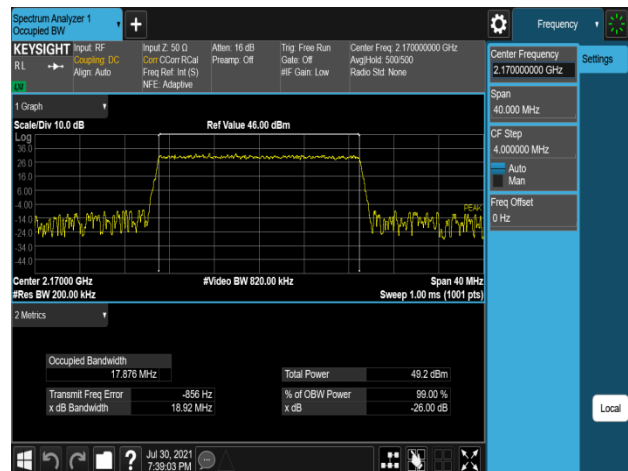 Spectrum Analyzer 1
Occupied BW
Frequency
KEYSIGHT
RL
Input: RF
Coupling: DC
Align: Auto
Input Z: 50 Ω
Corr CCorr RCal
Freq Ref: Int (S)
NFE: Adaptive
Atten: 16 dB
Preamp: Off
Trig: Free Run
Gate: Off
#IF Gain: Low
Center Freq: 2.170000000 GHz
Avg|Hold: 500/500
Radio Std: None
LXI
1 Graph
Scale/Div 10.0 dB
Ref Value 46.00 dBm
Log
36.0
26.0
16.0
6.00
-4.00
-14.0
-24.0
-34.0
-44.0
PEAK
Center 2.17000 GHz
#Video BW 820.00 kHz
Span 40 MHz
#Res BW 200.00 kHz
Sweep 1.00 ms (1001 pts)
2 Metrics
Occupied Bandwidth
17.876 MHz
Total Power
49.2 dBm
Transmit Freq Error
-856 Hz
% of OBW Power
99.00 %
x dB Bandwidth
18.92 MHz
x dB
-26.00 dB
Center Frequency
2.17000000 GHz
Settings
Span
40.000 MHz
CF Step
4.000000 MHz
Auto
Man
Freq Offset
0 Hz
Local
?
Jul 30, 2021
7:39:03 PM